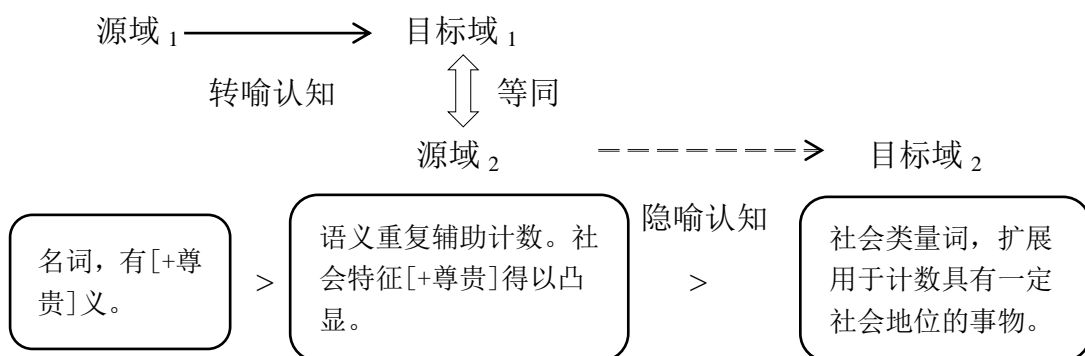 源域 1 目标域 1
转喻认知 等同
源域 2 目标域 2
隐喻认知
名词，有[+尊
贵]义。
>
语义重复辅助计数。社
会特征[+尊贵]得以凸
显。
>
社会类量词，扩展
用于计数具有一定
社会地位的事物。